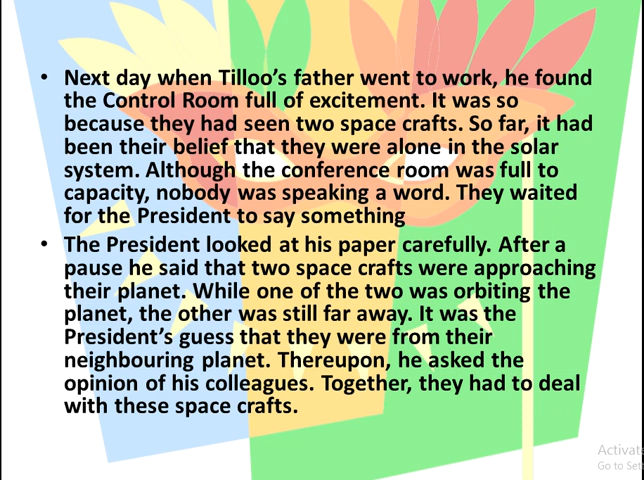 • Next day when Tilloo's father went to work, he found
the Control Room full of excitement. It was so
because they had seen two space crafts. So far, it had
been their belief that they were alone in the solar
system. Although the conference room was full to
capacity, nobody was speaking a word. They waited
for the President to say something
• The President looked at his paper carefully. After a
pause he said that two space crafts were approaching
their planet. While one of the two was orbiting the
planet, the other was still far away. It was the
President's guess that they were from their
neighbouring planet. Thereupon, he asked the
opinion of his colleagues. Together, they had to deal
with these space crafts.
Activat
Go to Set